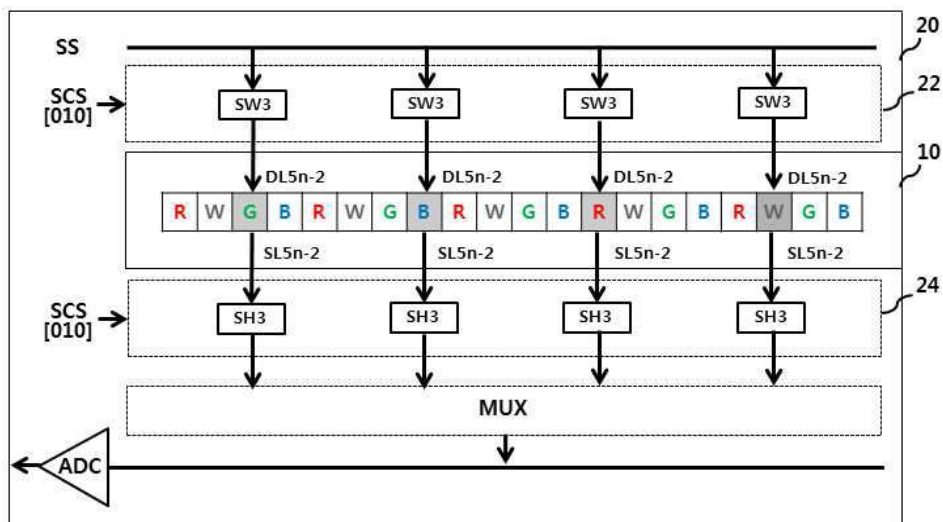 20
SS
22
SCS
[010]
SW3 SW3 SW3 SW3
10
DL5n-2 DL5n-2 DL5n-2 DL5n-2
R W G B R W G B R W G B R W G B R W G B
SL5n-2 SL5n-2 SL5n-2 SL5n-2
24
SCS
[010]
SH3 SH3 SH3 SH3
MUX
ADC